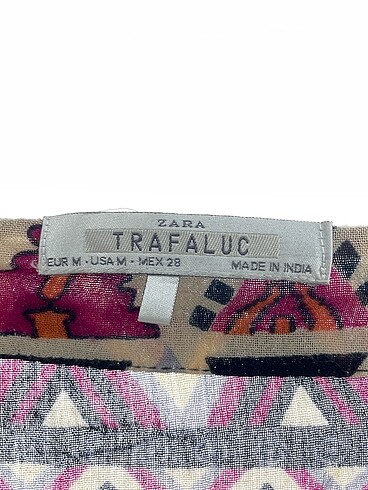 ZARA
TRAFALUC
EUR M - USA M - MEX 28 MADE IN INDIA